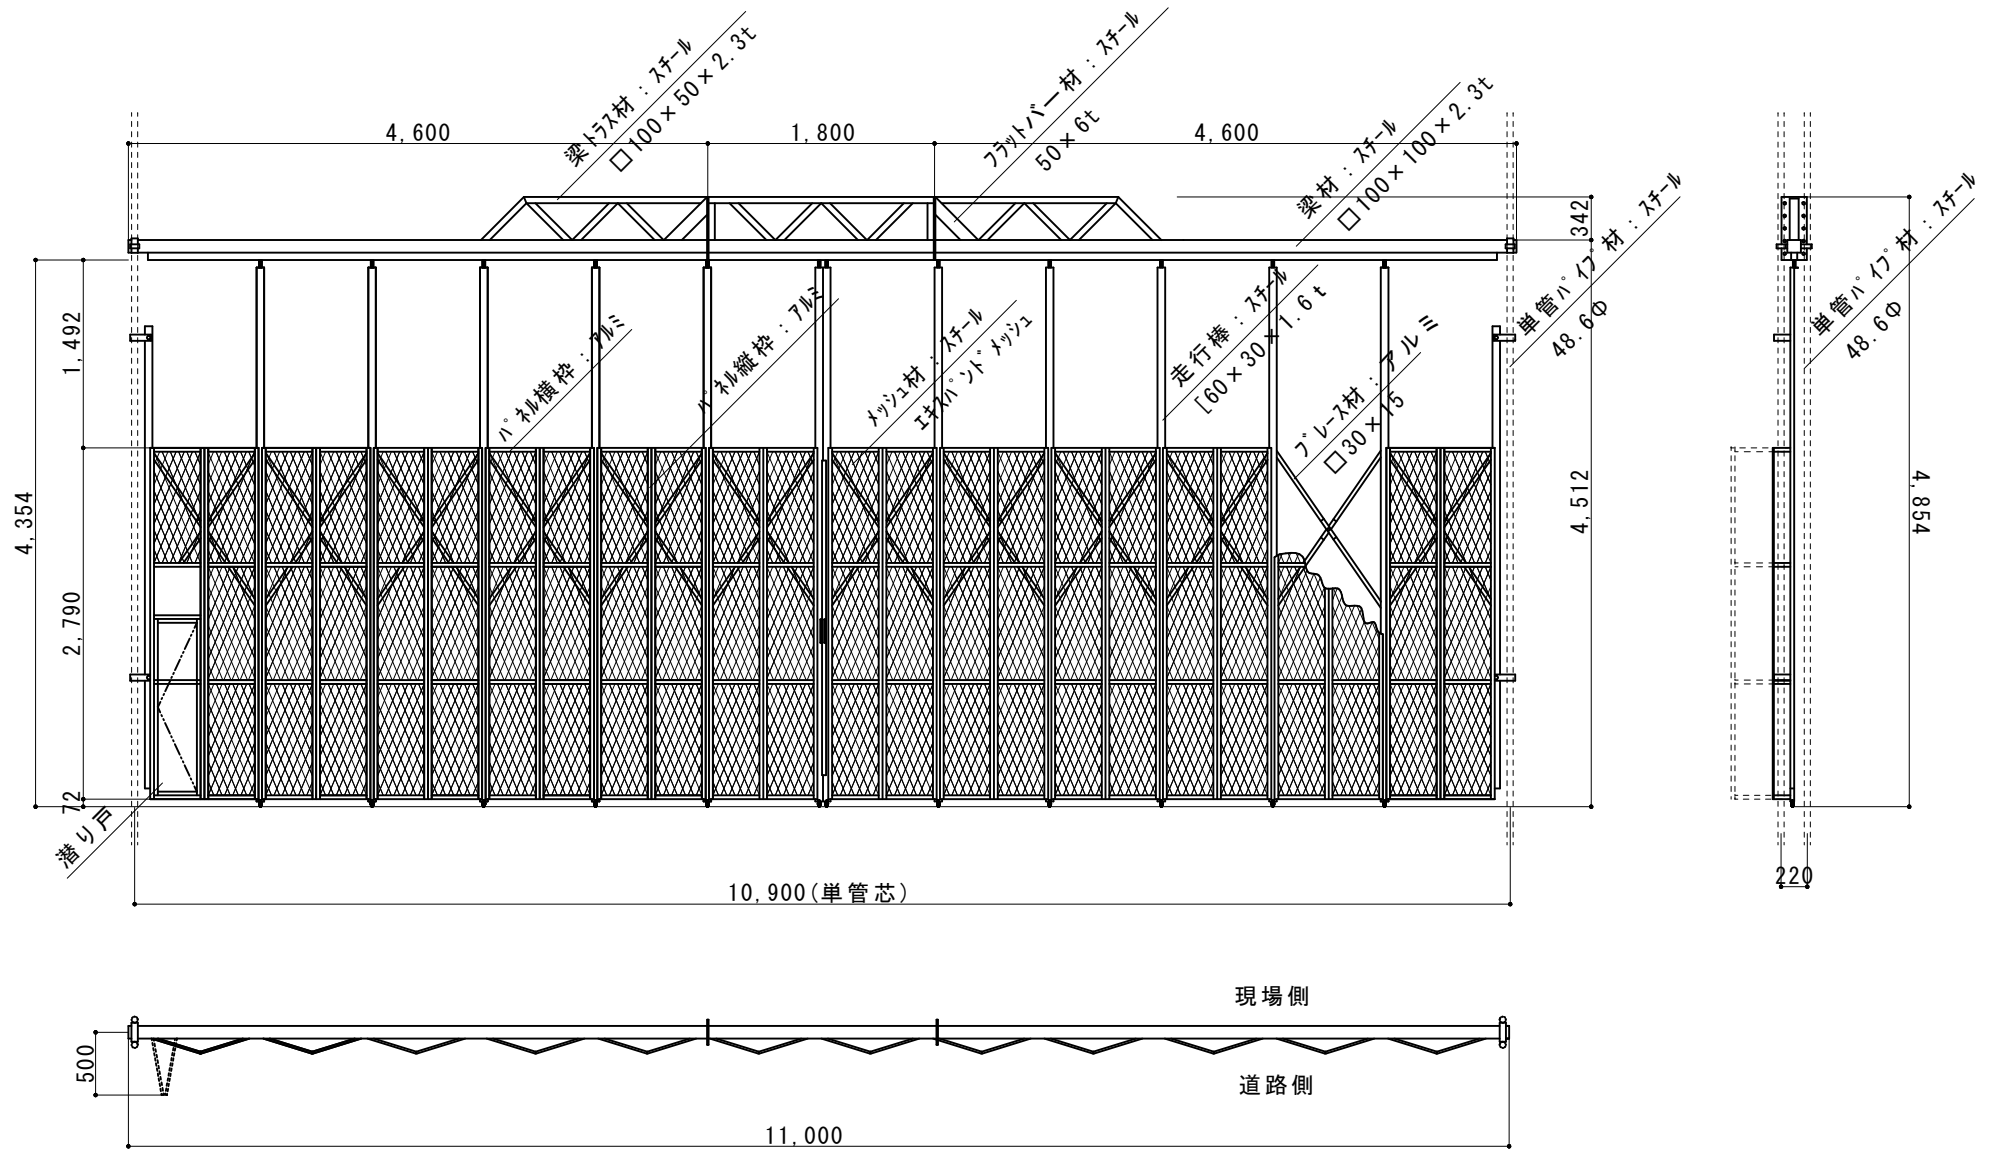 梁トラス材：スチール
□100×50×2.3t
フラットバー材：スチール
50×6t
梁材：スチール
□100×100×2.3t
4,600
1,800
4,600
342
単管パイプ材：スチール
48.6Φ
単管パイプ材：スチール
48.6Φ
1,492
パネル横枠：アルミ
パネル縦枠：アルミ
メッシュ材：スチール
エキスパンドメッシュ
走行棒：スチール
[60×30＋1.6t
ブレース材：アルミ
□30×15
4,354
2,790
72
4,512
4,854
潜り戸
10,900(単管芯)
220
現場側
500
道路側
11,000